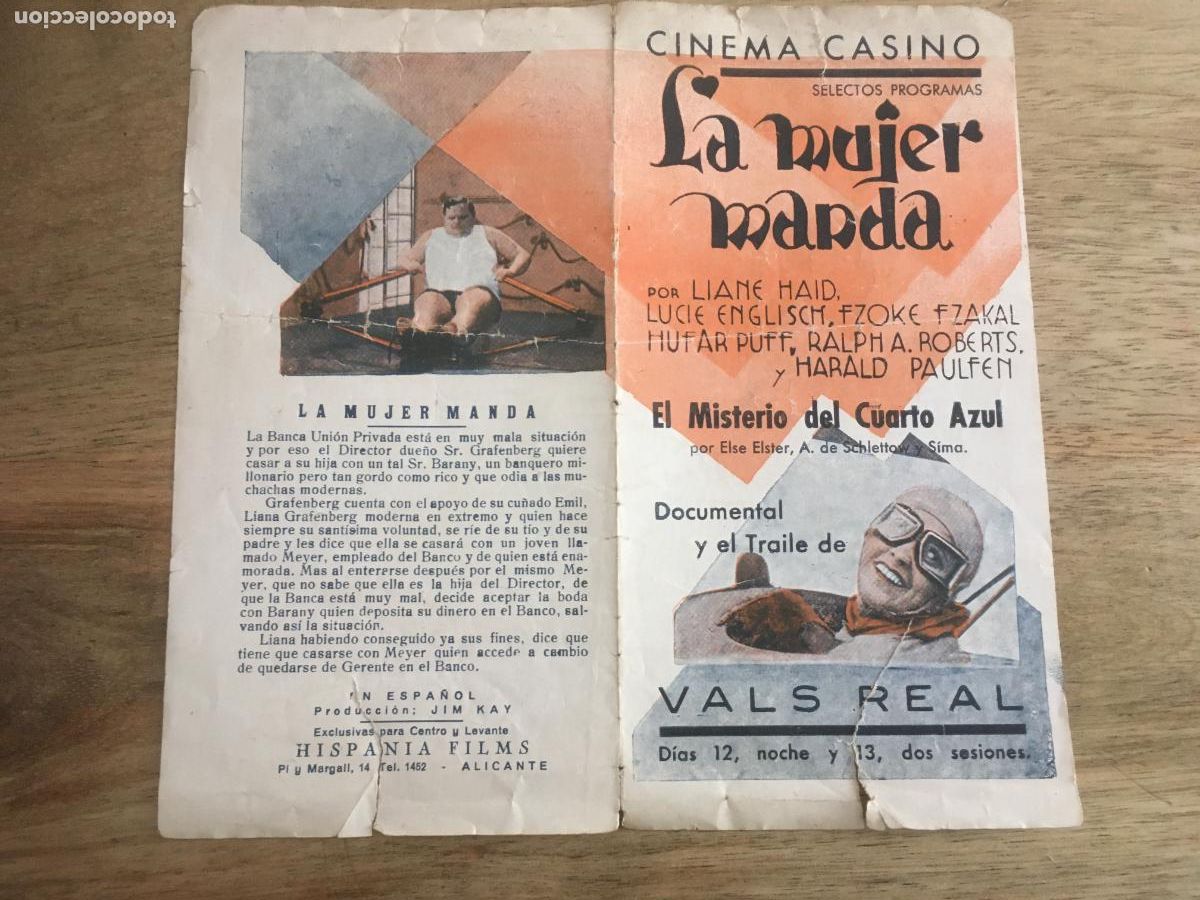 todocoleccion
LA MUJER MANDA
La Banca Unión Privada está en muy mala situación
y por eso el Director dueño Sr. Grafenberg quiere
casar a su hija con un tal Sr. Barany, un banquero mi-
llonario pero tan gordo como rico y que odia a las mu-
chachas modernas.
Grafenberg cuenta con el apoyo de su cuñado Emil,
Liana Grafenberg moderna en extremo y quien hace
siempre su santísima voluntad, se ríe de su tío y de su
padre y les dice que ella se casará con un joven lla-
mado Meyer, empleado del Banco y de quien está ena-
morada. Mas al entererse después por el mismo Me-
yer, que no sabe que ella es la hija del Director, de
que la Banca está muy mal, decide aceptar la boda
con Barany quien deposita su dinero en el Banco, sal-
vando así la situación.
Liana habiendo conseguido ya sus fines, dice que
tiene que casarse con Meyer quien accede a cambio
de quedarse de Gerente en el Banco.
EN ESPAÑOL
Producción; JIM KAY
Exclusivas para Centro y Levante
HISPANIA FILMS
Pi y Margall, 14 Tel. 1452 - ALICANTE
CINEMA CASINO
SELECTOS PROGRAMAS
La mujer
manda
POR LIANE HAID,
LUCIE ENGLISCH, FZOKE FZAKAL
HUFAR PUFF, RALPH A. ROBERTS,
y HARALD PAULFEN
El Misterio del Cuarto Azul
por Else Elster, A. de Schlettow y Síma.
Documental
y el Traile de
VALS REAL
Días 12, noche y 13, dos sesiones.